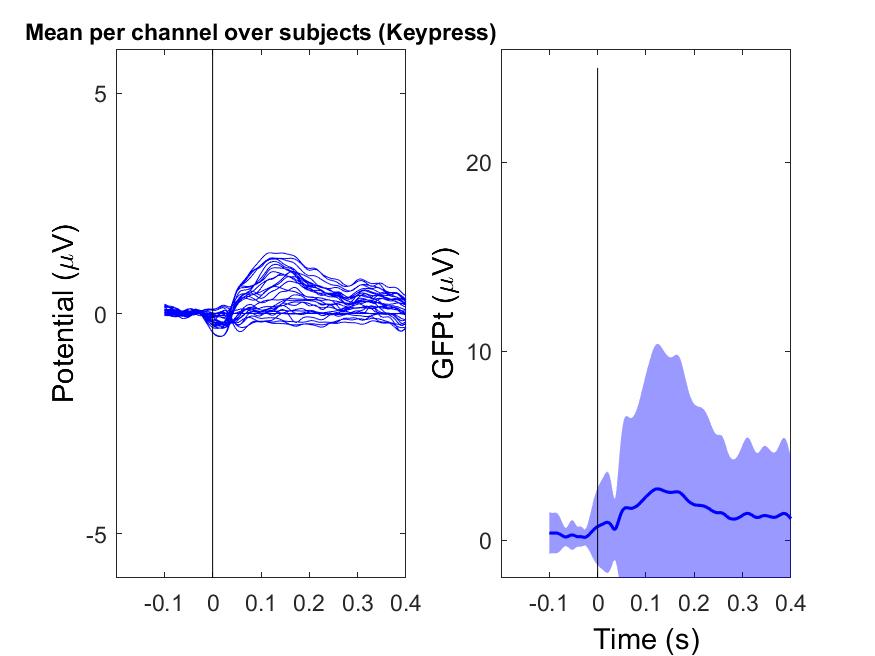 Mean per channel over subjects (Keypress)
Potential (μV)
5
0
-5
-0.1 0 0.1 0.2 0.3 0.4
GFPt (μV)
20
10
0
-0.1 0 0.1 0.2 0.3 0.4
Time (s)